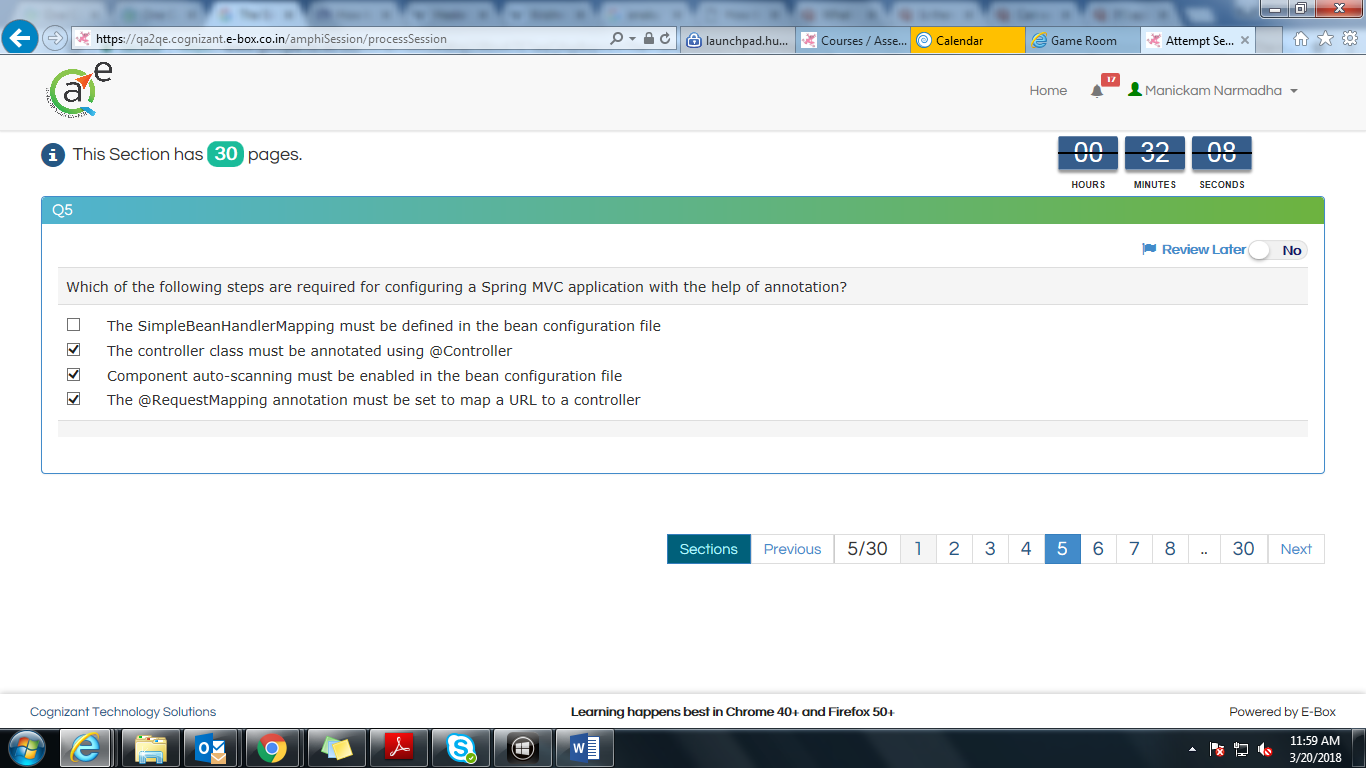 https://qa2qe.cognizant.e-box.co.in/amphiSession/processSession
launchpad.hu...
Courses / Asse...
Calendar
Game Room
Attempt Se...
a e
Home
17
Manickam Narmadha
This Section has 30 pages.
00 32 08
HOURS MINUTES SECONDS
Q5
Review Later No
Which of the following steps are required for configuring a Spring MVC application with the help of annotation?
The SimpleBeanHandlerMapping must be defined in the bean configuration file
The controller class must be annotated using @Controller
Component auto-scanning must be enabled in the bean configuration file
The @RequestMapping annotation must be set to map a URL to a controller
Sections Previous 5/30 1 2 3 4 5 6 7 8 .. 30 Next
Cognizant Technology Solutions
Learning happens best in Chrome 40+ and Firefox 50+
Powered by E-Box
11:59 AM
3/20/2018